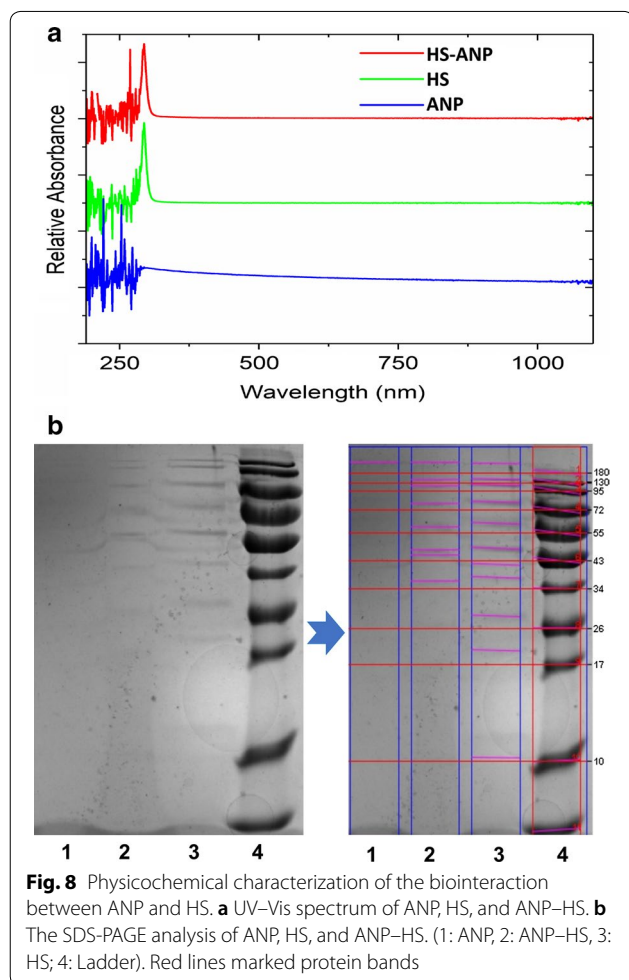 a
HS-ANP
HS
ANP
Relative Absorbance
250 500 750 1000
Wavelength (nm)
b
180
130
95
72
55
43
34
26
17
10
1 2 3 4 1 2 3 4
Fig. 8 Physicochemical characterization of the biointeraction
between ANP and HS. a UV–Vis spectrum of ANP, HS, and ANP–HS. b
The SDS-PAGE analysis of ANP, HS, and ANP–HS. (1: ANP, 2: ANP–HS, 3:
HS; 4: Ladder). Red lines marked protein bands